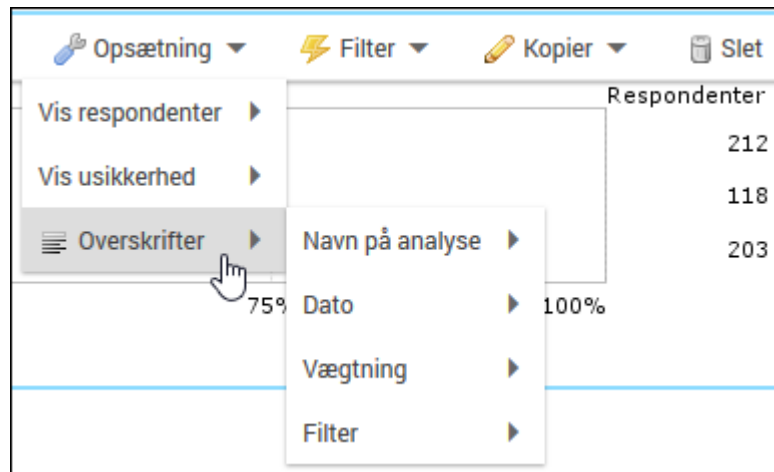 Opsætning Filter Kopier Slet
Vis respondenter
Respondenter
212
Vis usikkerhed
118
Overskrifter
Navn på analyse
203
75%
Dato
100%
Vægtning
Filter